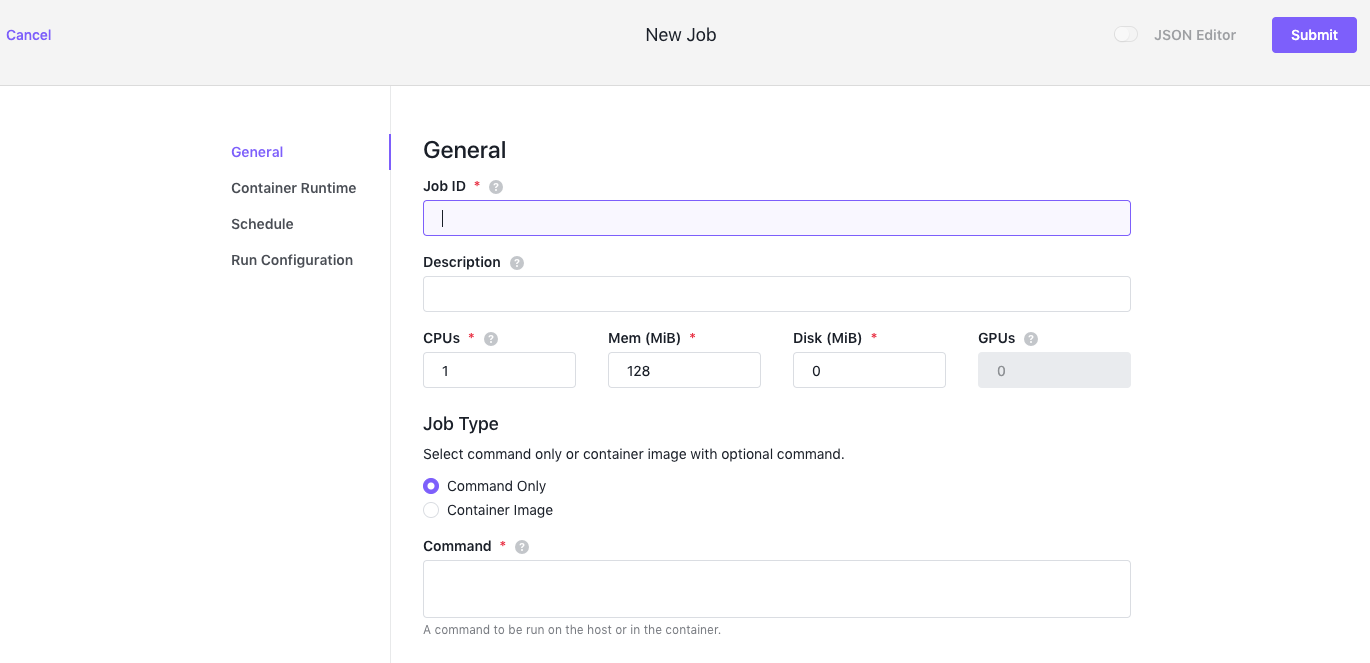 Cancel
New Job
JSON Editor
Submit
General
Container Runtime
Schedule
Run Configuration
General
Job ID * ?
Description ?
CPUs * ? Mem (MiB) * Disk (MiB) * GPUs ?
1 128 0 0
Job Type
Select command only or container image with optional command.
Command Only
Container Image
Command * ?
A command to be run on the host or in the container.